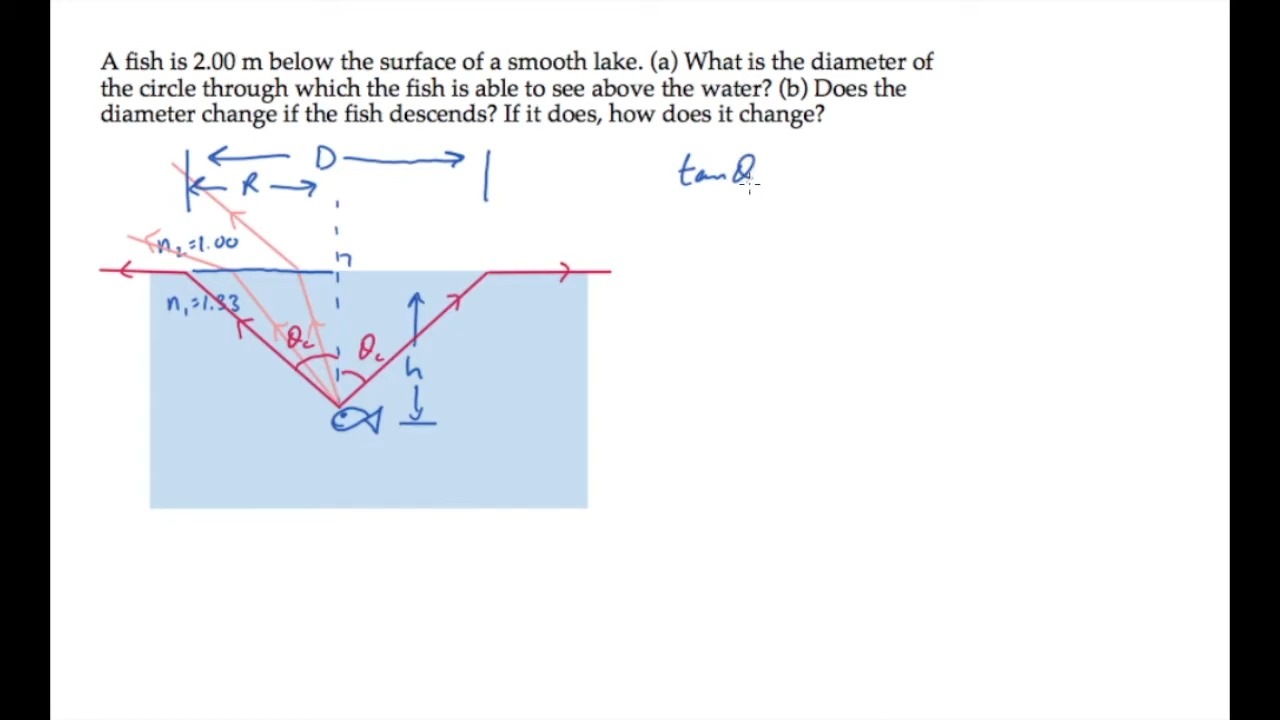 A fish is 2.00 m below the surface of a smooth lake. (a) What is the diameter of
the circle through which the fish is able to see above the water? (b) Does the
diameter change if the fish descends? If it does, how does it change?
D
R
tan θ
n₂=1.00
n₁=1.33
θc
θc
h